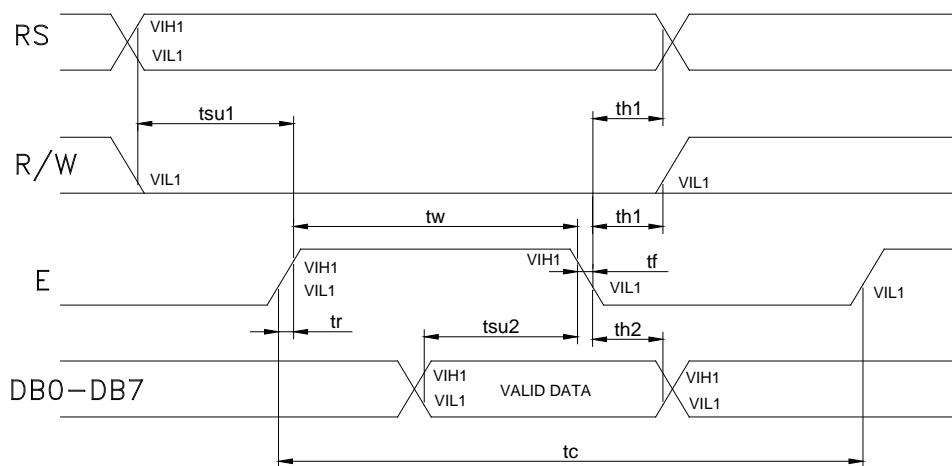 RS
VIH1
VIL1
tsu1
th1
R/W
VIL1
VIL1
tw
th1
E
VIH1
VIL1
VIH1
tf
VIL1
VIL1
tr
tsu2
th2
DB0-DB7
VIH1
VIL1
VALID DATA
VIH1
VIL1
tc